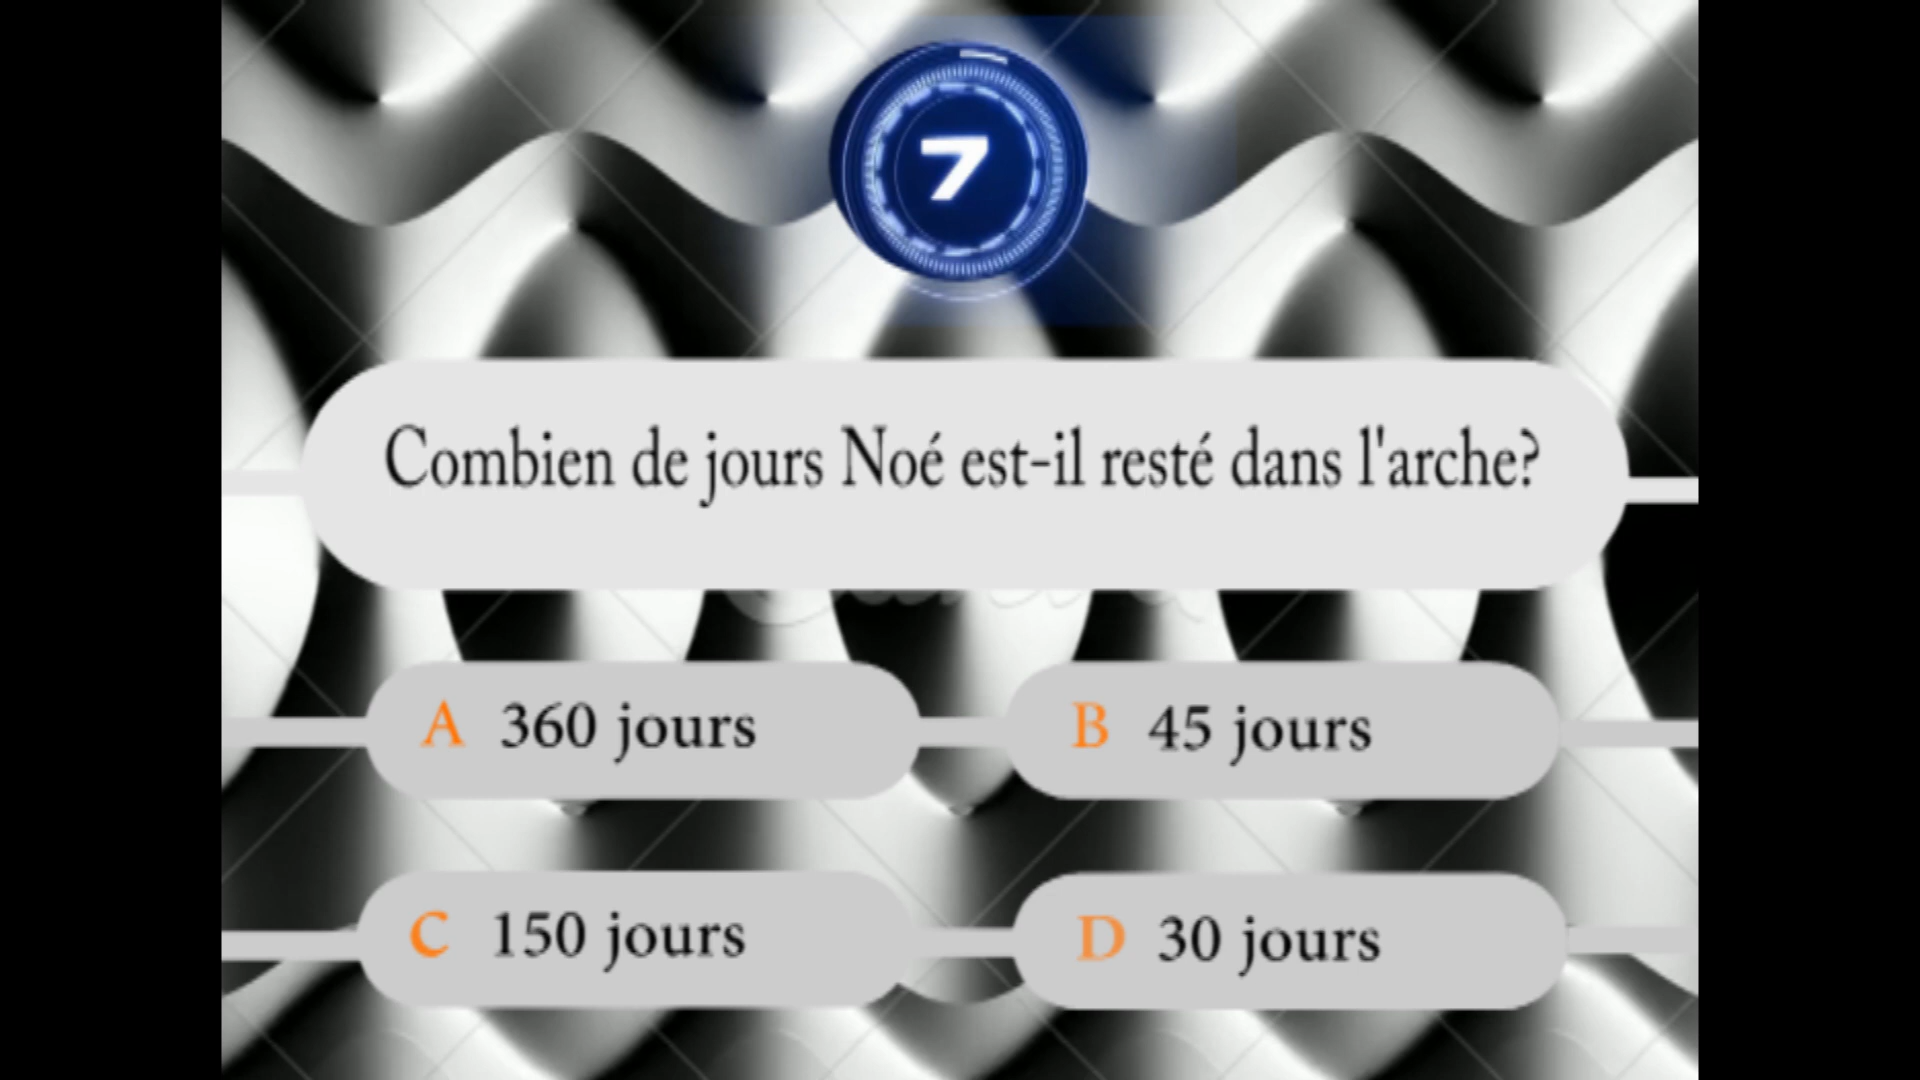 7
Combien de jours Noé est-il resté dans l'arche?
A 360 jours
B 45 jours
C 150 jours
D 30 jours